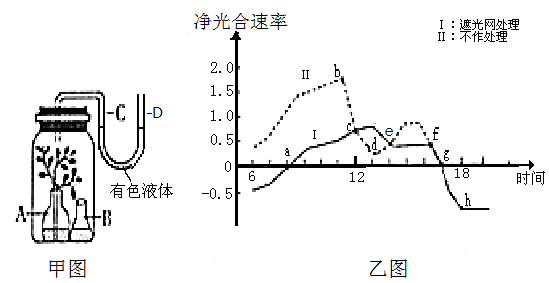 净光合速率
Ⅰ：遮光网处理
Ⅱ：不作处理
2.0
1.5
1.0
0.5
0
-0.5
Ⅱ
b
Ⅰ
c
a
d
e
f
g
h
6
12
18
时间
C
D
有色液体
A
B
甲图
乙图